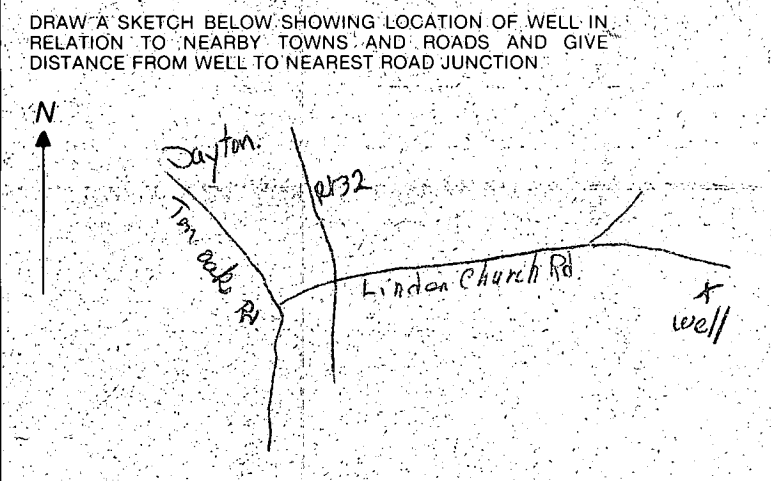 DRAW A SKETCH BELOW SHOWING LOCATION OF WELL IN
RELATION TO NEARBY TOWNS AND ROADS AND GIVE
DISTANCE FROM WELL TO NEAREST ROAD JUNCTION
N
Dayton.
Rt32
Ten oaks Rd
Linden Church Rd.
well